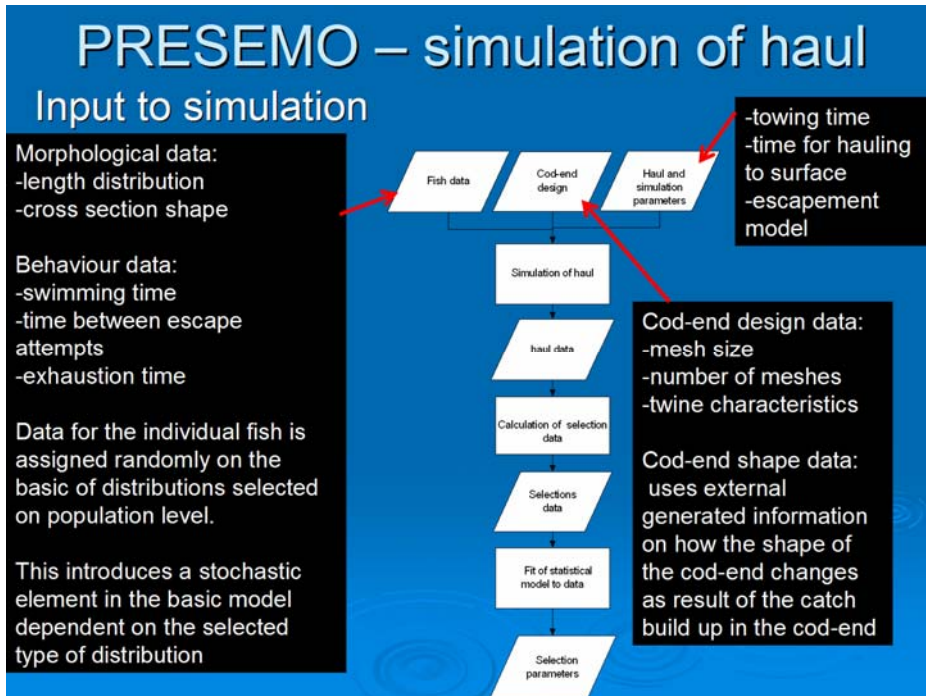 PRESEMO – simulation of haul
Input to simulation
Morphological data:
-length distribution
-cross section shape
Behaviour data:
-swimming time
-time between escape
attempts
-exhaustion time
Data for the individual fish is
assigned randomly on the
basic of distributions selected
on population level.
This introduces a stochastic
element in the basic model
dependent on the selected
type of distribution
Fish data
Cod-end
design
Haul and
simulation
parameters
-towing time
-time for hauling
to surface
-escapement
model
Simulation of haul
haul data
Calculation of selection
data
Selections
data
Fit of statistical
model to data
Selection
parameters
Cod-end design data:
-mesh size
-number of meshes
-twine characteristics
Cod-end shape data:
uses external
generated information
on how the shape of
the cod-end changes
as result of the catch
build up in the cod-end